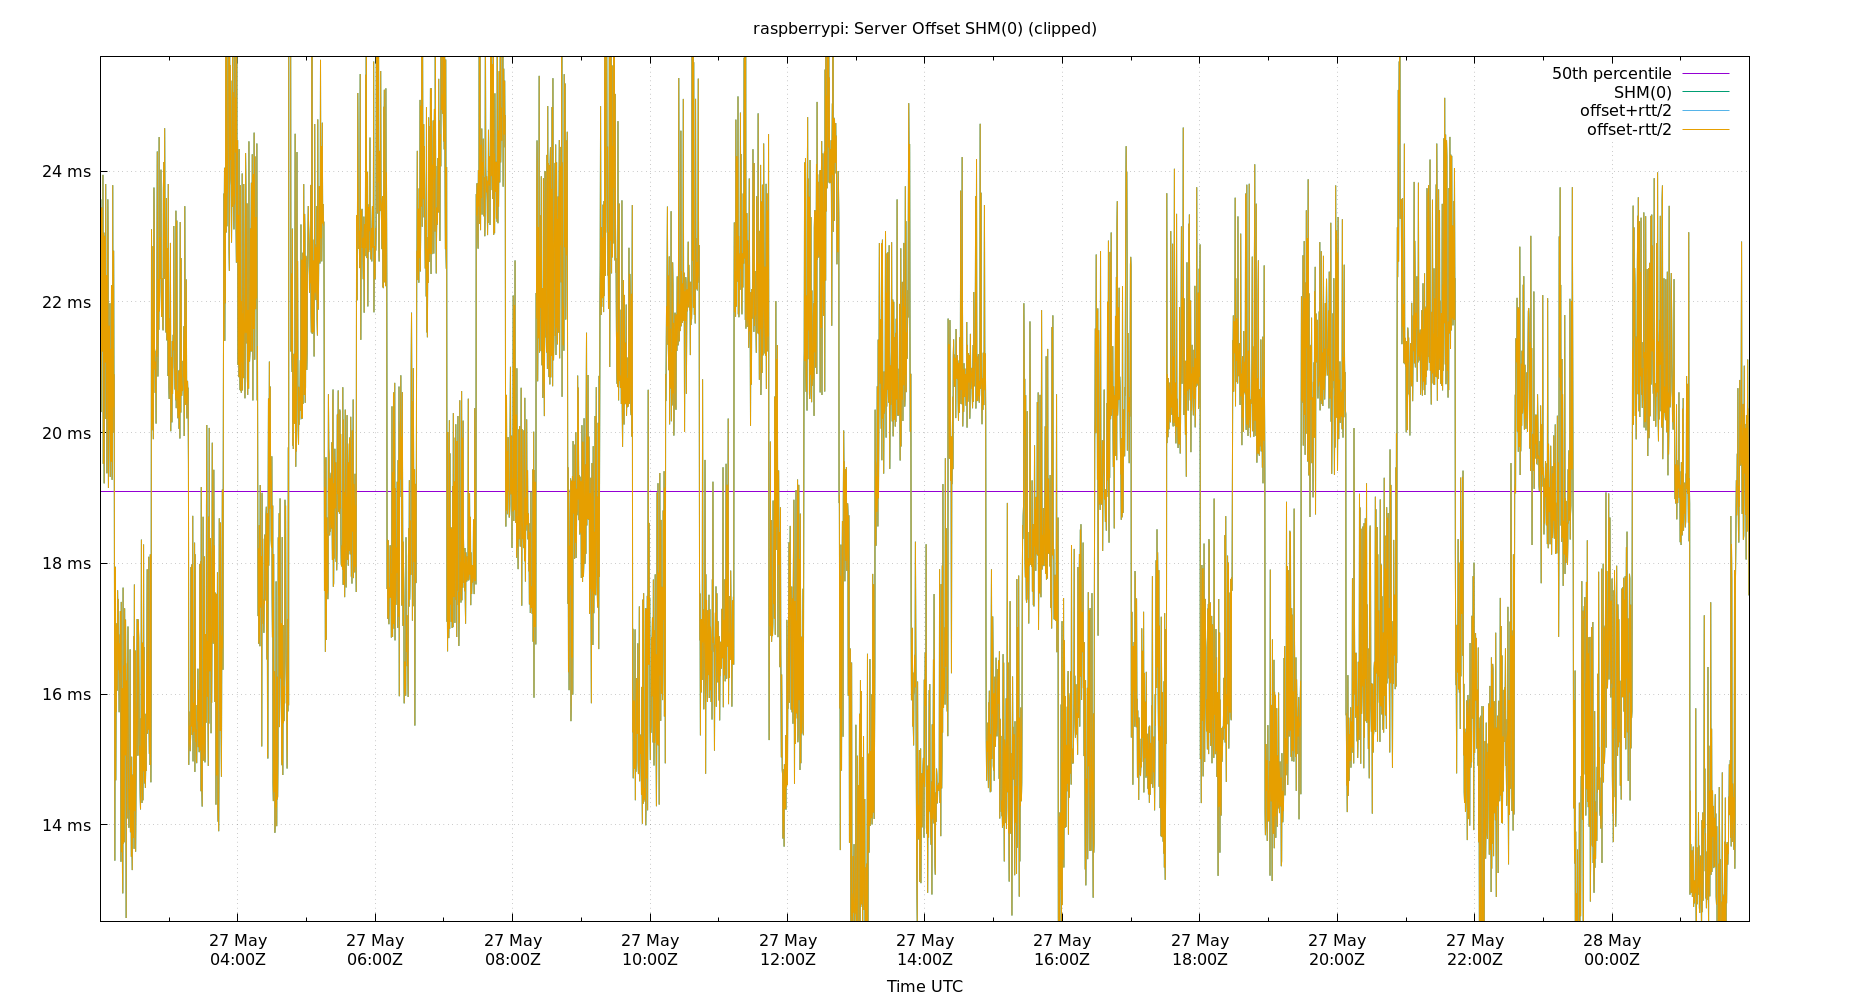 raspberrypi: Server Offset SHM(0) (clipped)
50th percentile
SHM(0)
offset+rtt/2
offset-rtt/2
24 ms
22 ms
20 ms
18 ms
16 ms
14 ms
27 May 27 May 27 May 27 May 27 May 27 May 27 May 27 May 27 May 27 May 28 May
04:00Z 06:00Z 08:00Z 10:00Z 12:00Z 14:00Z 16:00Z 18:00Z 20:00Z 22:00Z 00:00Z
Time UTC